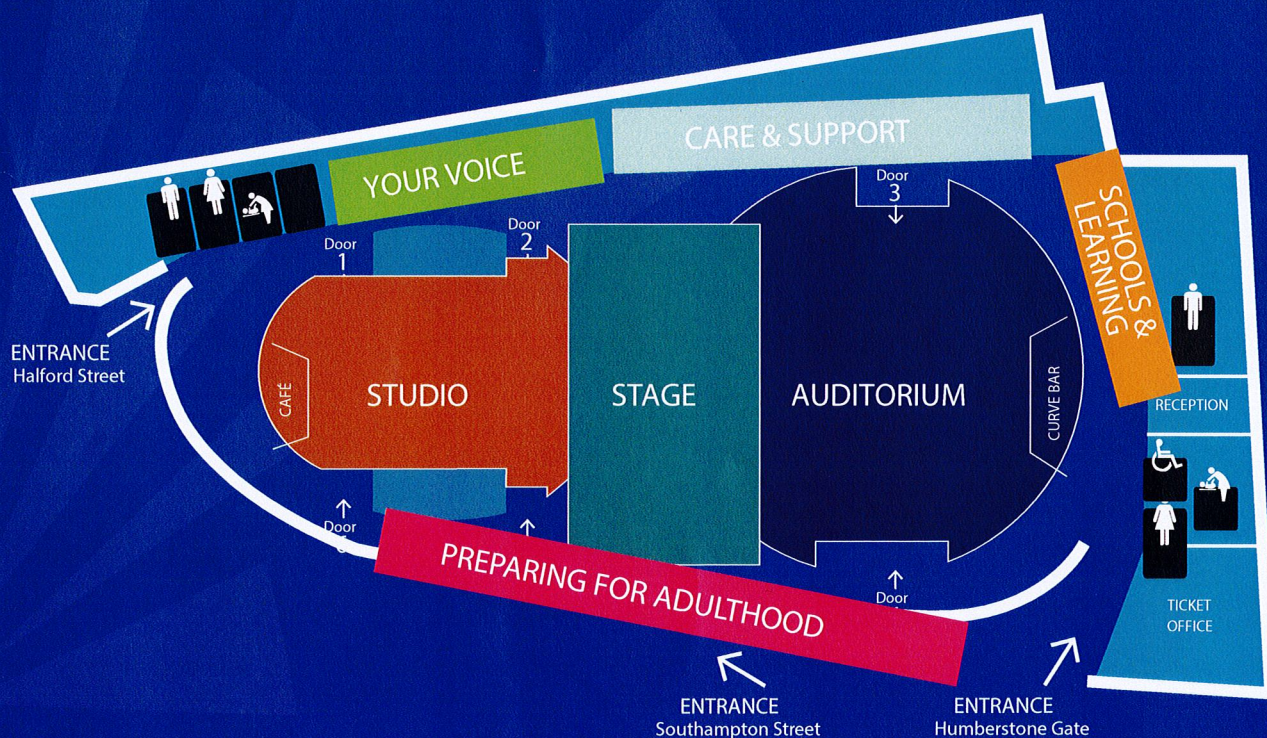 YOUR VOICE
CARE & SUPPORT
SCHOOLS &
LEARNING
Door
1
Door
2
Door
3
ENTRANCE
Halford Street
CAFÉ
STUDIO
STAGE
AUDITORIUM
CURVE BAR
RECEPTION
Door
PREPARING FOR ADULTHOOD
Door
TICKET
OFFICE
ENTRANCE
Southampton Street
ENTRANCE
Humberstone Gate